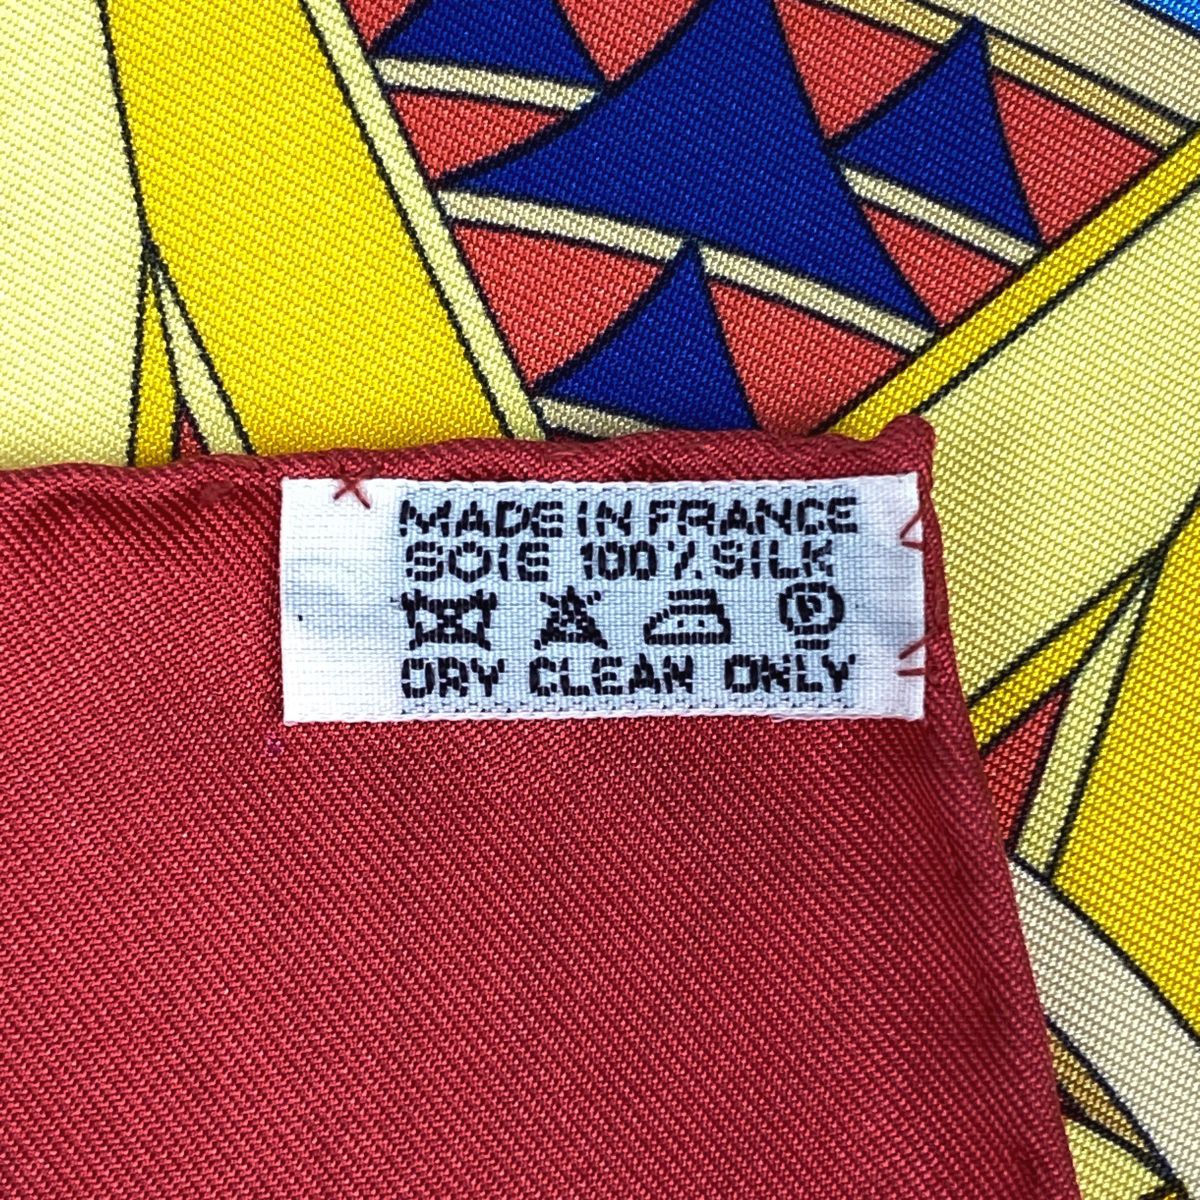 MADE IN FRANCE
SOIE 100% SILK
P
DRY CLEAN ONLY